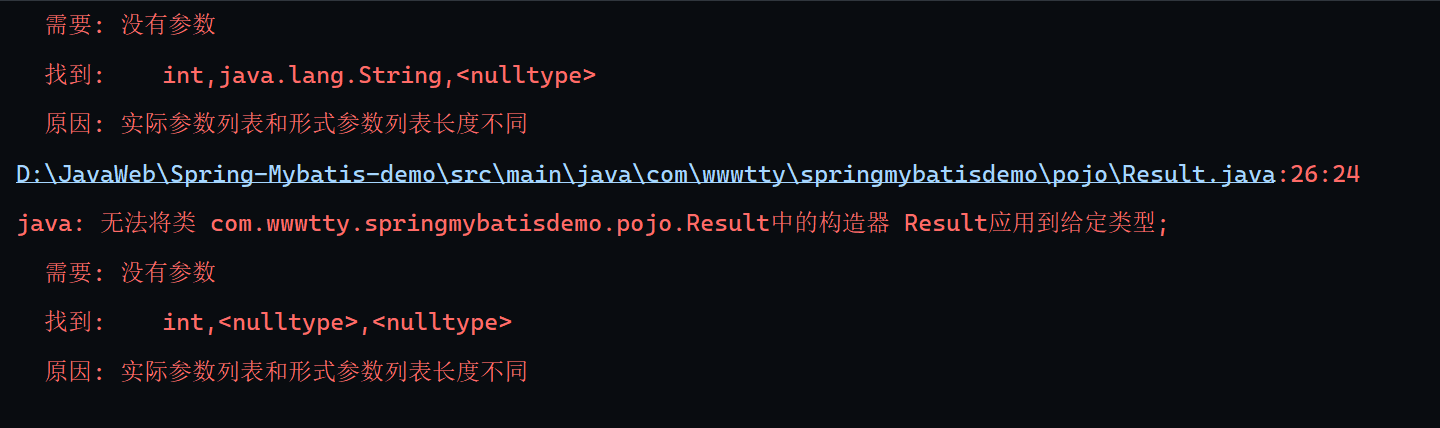 需要: 没有参数
找到:    int,java.lang.String,<nulltype>
原因: 实际参数列表和形式参数列表长度不同
D:\JavaWeb\Spring-Mybatis-demo\src\main\java\com\wwwtty\springmybatisdemo\pojo\Result.java:26:24
java: 无法将类 com.wwwtty.springmybatisdemo.pojo.Result中的构造器 Result应用到给定类型;
需要: 没有参数
找到:    int,<nulltype>,<nulltype>
原因: 实际参数列表和形式参数列表长度不同